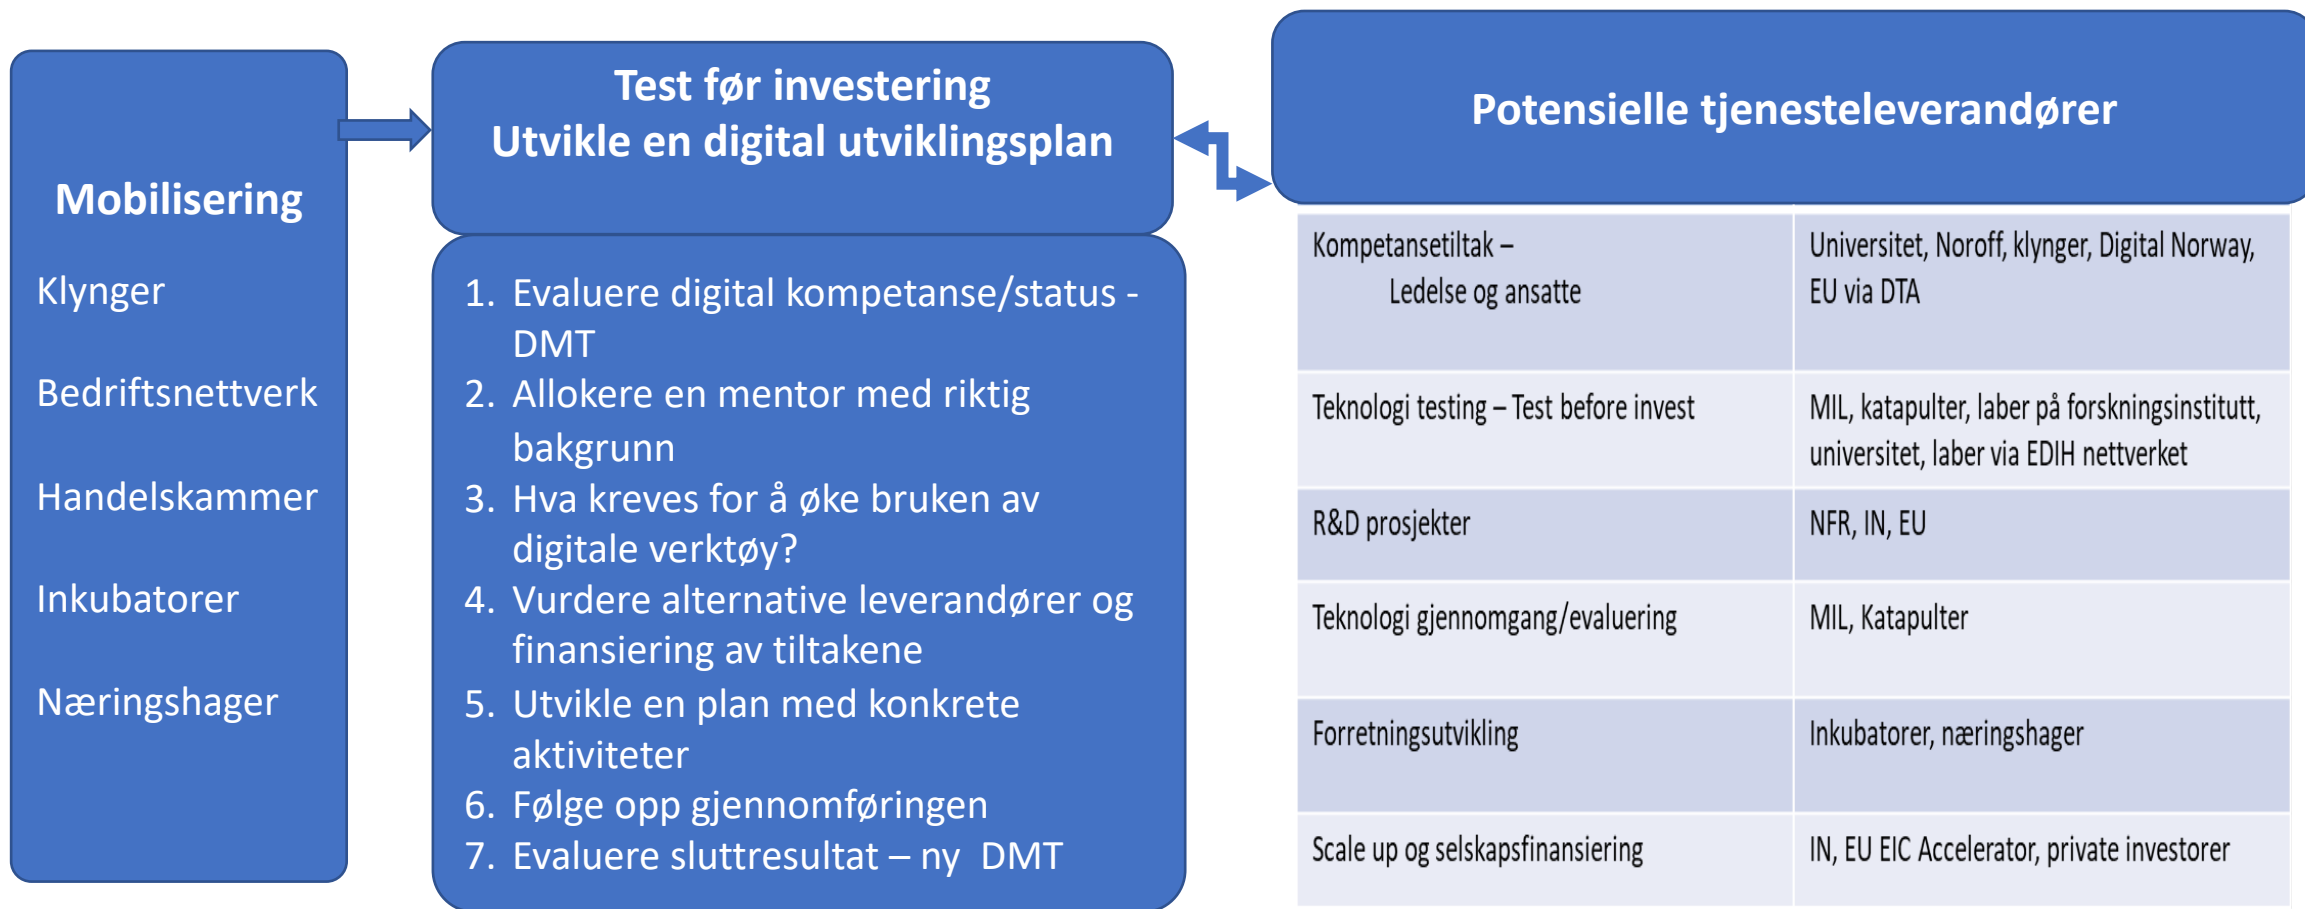 Mobilisering
Klynger
Bedriftsnettverk
Handelskammer
Inkubatorer
Næringshager
Test før investering
Utvikle en digital utviklingsplan
1. Evaluere digital kompetanse/status -
DMT
2. Allokere en mentor med riktig
bakgrunn
3. Hva kreves for å øke bruken av
digitale verktøy?
4. Vurdere alternative leverandører og
finansiering av tiltakene
5. Utvikle en plan med konkrete
aktiviteter
6. Følge opp gjennomføringen
7. Evaluere sluttresultat – ny  DMT
Potensielle tjenesteleverandører
Kompetansetiltak –
Ledelse og ansatte
Universitet, Noroff, klynger, Digital Norway,
EU via DTA
Teknologi testing – Test before invest
MIL, katapulter, laber på forskningsinstitutt,
universitet, laber via EDIH nettverket
R&D prosjekter
NFR, IN, EU
Teknologi gjennomgang/evaluering
MIL, Katapulter
Forretningsutvikling
Inkubatorer, næringshager
Scale up og selskapsfinansiering
IN, EU EIC Accelerator, private investorer